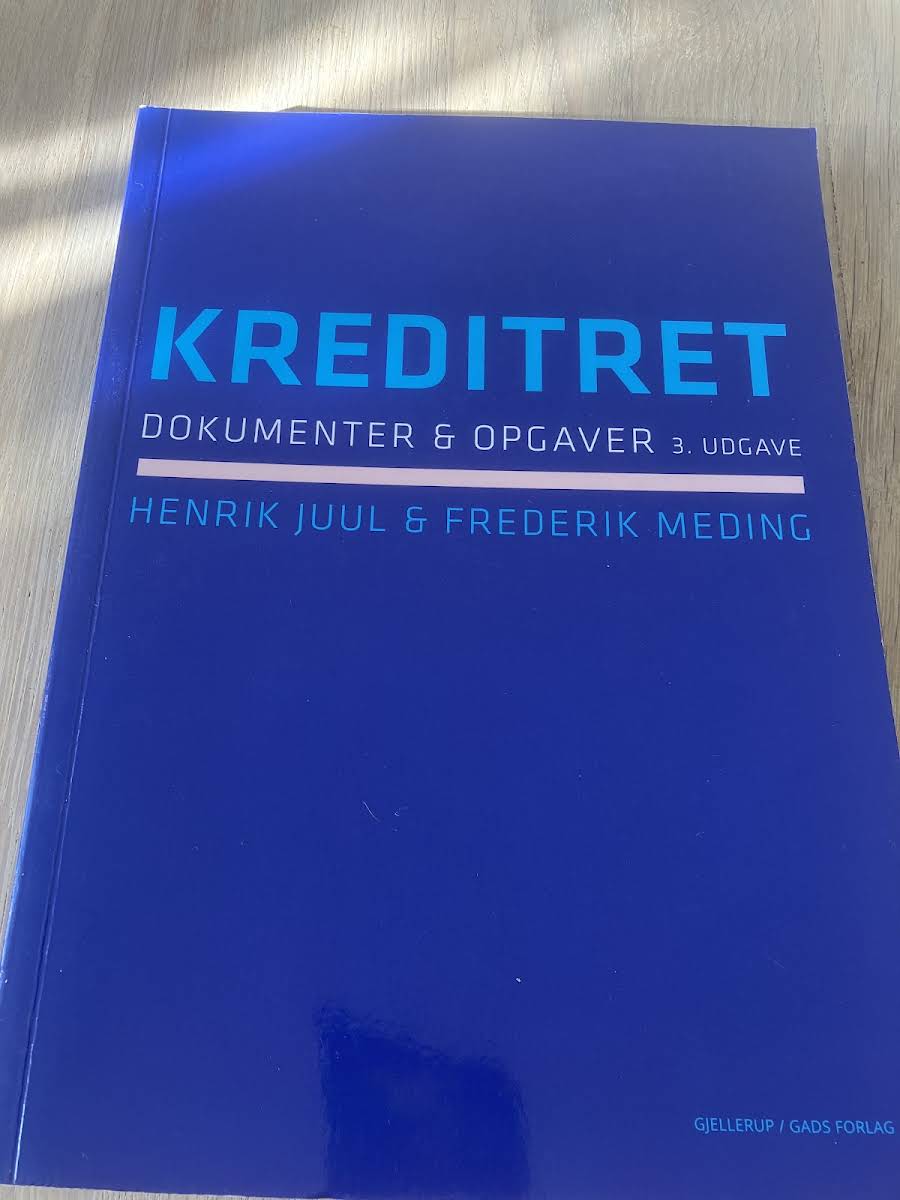 KREDITRET
DOKUMENTER & OPGAVER 3. UDGAVE
HENRIK JUUL & FREDERIK MEDING
GJELLERUP / GADS FORLAG